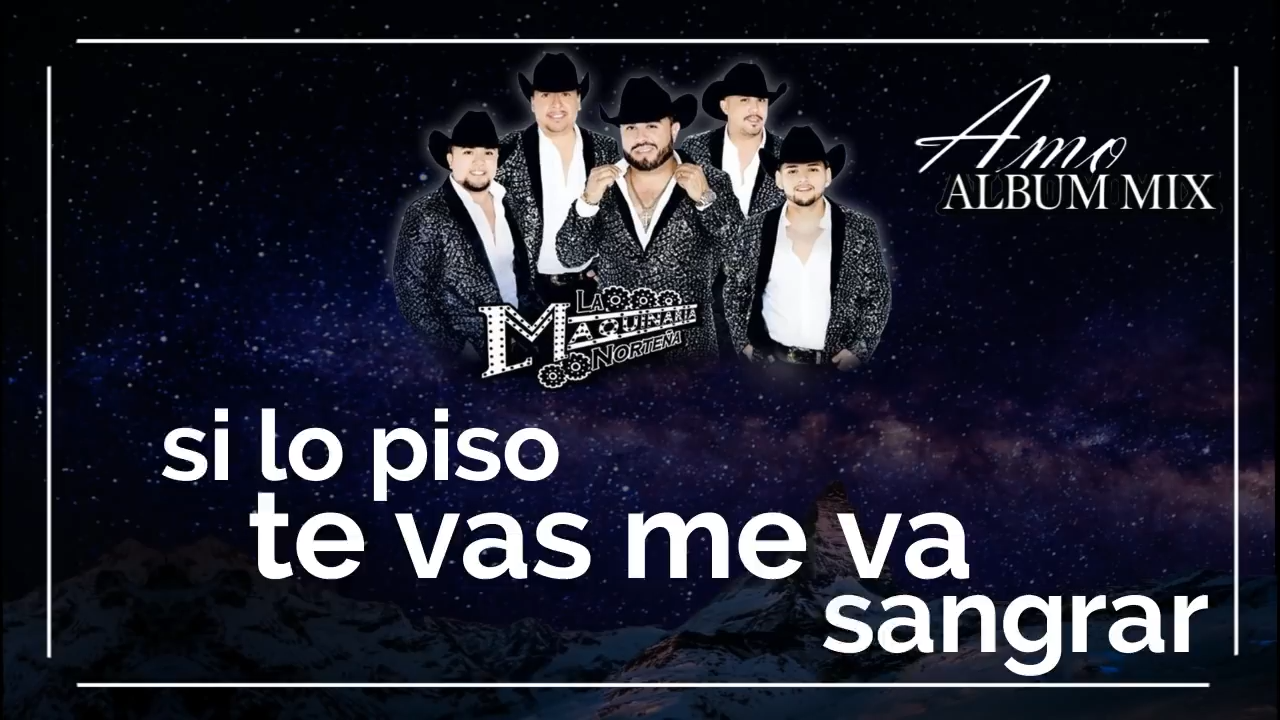 Amo
ALBUM MIX
La
Maquinaria
Norteña
si lo piso
te vas me va
sangrar